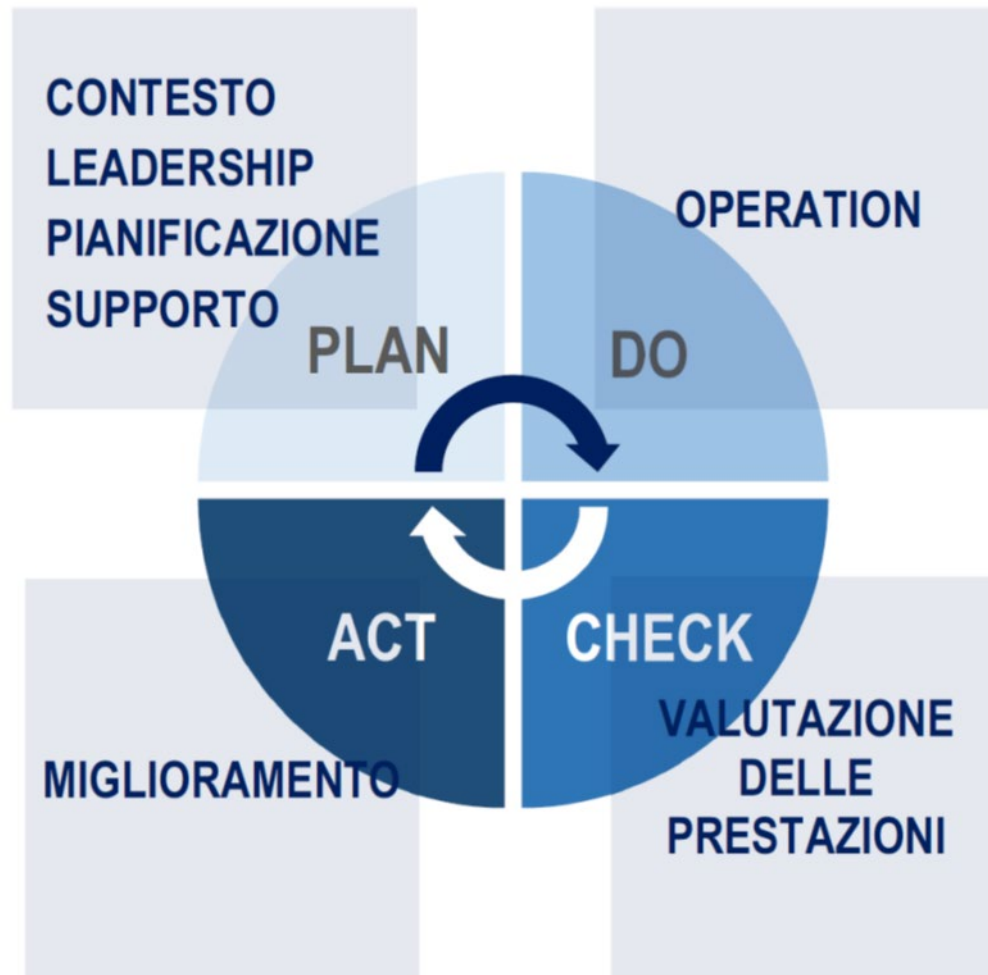 CONTESTO
LEADERSHIP
PIANIFICAZIONE
SUPPORTO
PLAN
OPERATION
DO
ACT
MIGLIORAMENTO
CHECK
VALUTAZIONE
DELLE
PRESTAZIONI